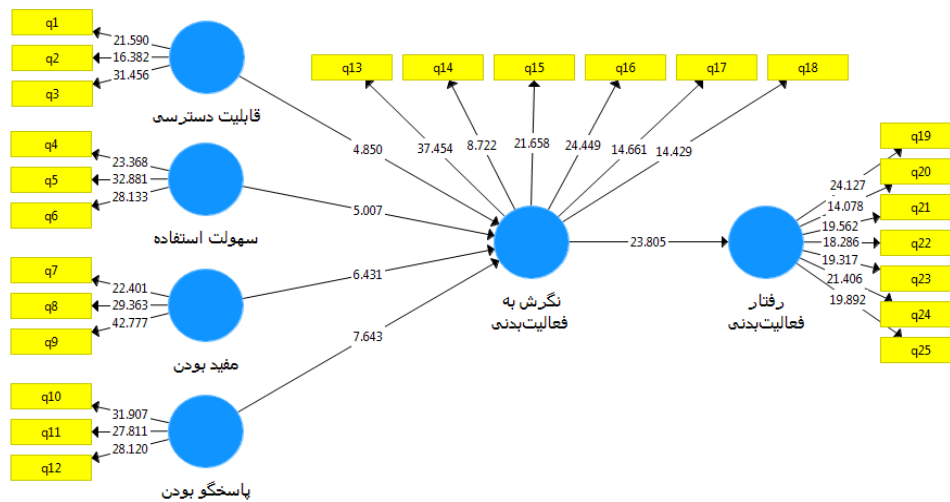 q1
q2
q3
21.590
16.382
31.456
قابلیت دسترسی
q4
q5
q6
23.368
32.881
28.133
سهولت استفاده
q7
q8
q9
22.401
29.363
42.777
مفید بودن
q10
q11
q12
31.907
27.811
28.120
پاسخگو بودن
4.850
5.007
6.431
7.643
q13
q14
q15
q16
q17
q18
37.454
8.722
21.658
24.449
14.661
14.429
نگرش به
فعالیت‌بدنی
23.805
رفتار
فعالیت‌بدنی
24.127
14.078
19.562
18.286
19.317
21.406
19.892
q19
q20
q21
q22
q23
q24
q25